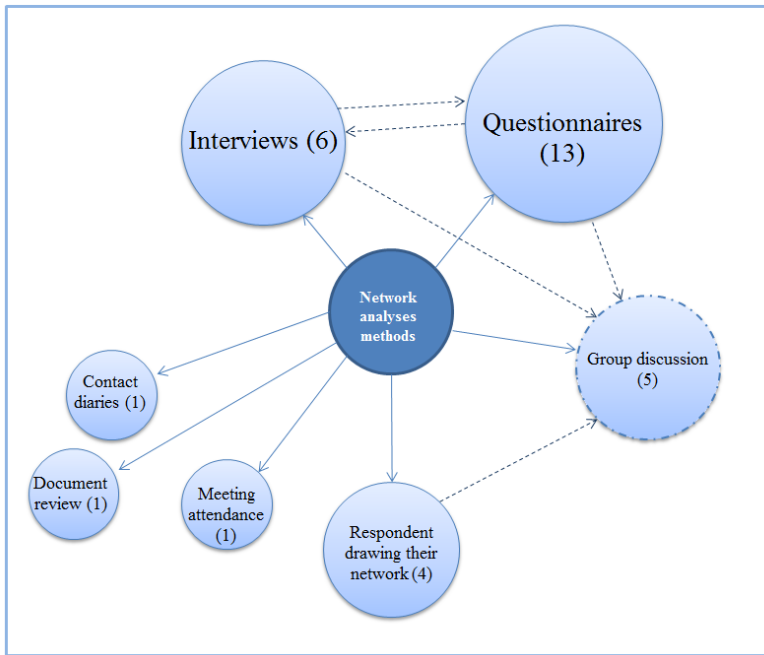 Interviews (6)
Questionnaires
(13)
Network
analyses
methods
Group discussion
(5)
Contact
diaries (1)
Document
review (1)
Meeting
attendance
(1)
Respondent
drawing their
network (4)